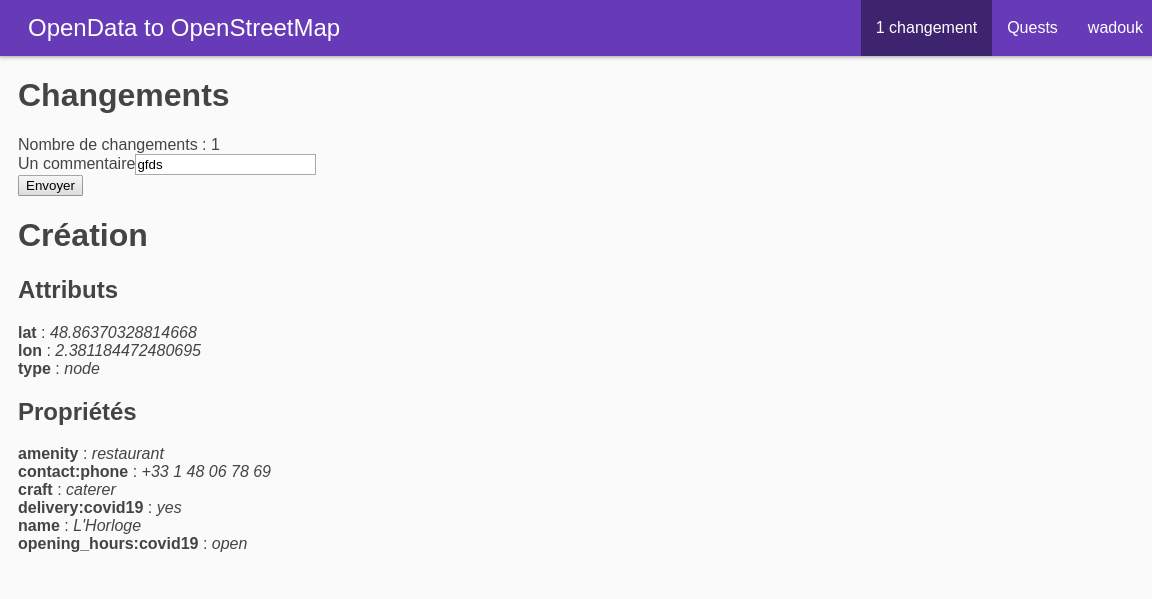 OpenData to OpenStreetMap
1 changement
Quests
wadouk
Changements
Nombre de changements : 1
Un commentaire gfds
Envoyer
Création
Attributs
lat : 48.86370328814668
lon : 2.381184472480695
type : node
Propriétés
amenity : restaurant
contact:phone : +33 1 48 06 78 69
craft : caterer
delivery:covid19 : yes
name : L'Horloge
opening_hours:covid19 : open